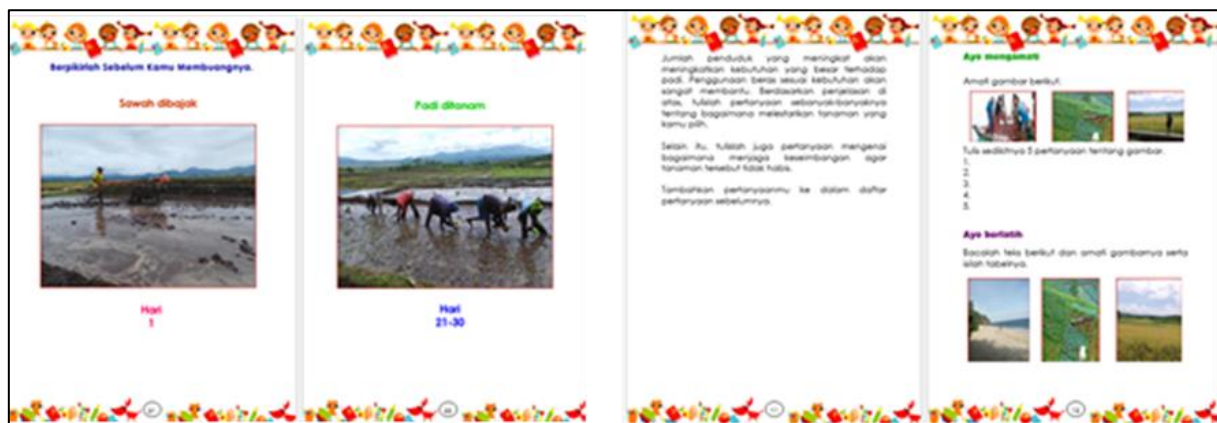 Berpikirlah Sebelum Kamu Membuangnya.
Sawah dibajak
Hari
1
Padi ditanam
Hari
21-30
Jumlah penduduk yang meningkat akan
meningkatkan kebutuhan yang besar terhadap
padi. Penggunaan beras sesuai kebutuhan akan
sangat membantu. Berdasarkan penjelasan di
atas, tulislah pertanyaan sebanyak-banyaknya
tentang bagaimana melestarikan tanaman yang
kamu pilih.
Selain itu, tulislah juga pertanyaan mengenai
bagaimana menjaga keseimbangan agar
tanaman tersebut tidak habis.
Tambahkan pertanyaanmu ke dalam daftar
pertanyaan sebelumnya.
Ayo mengamati
Amati gambar berikut.
Tulis sedikitnya 5 pertanyaan tentang gambar.
1.
2.
3.
4.
5.
Ayo berlatih
Bacalah teks berikut dan amati gambarnya serta
isilah tabelnya.